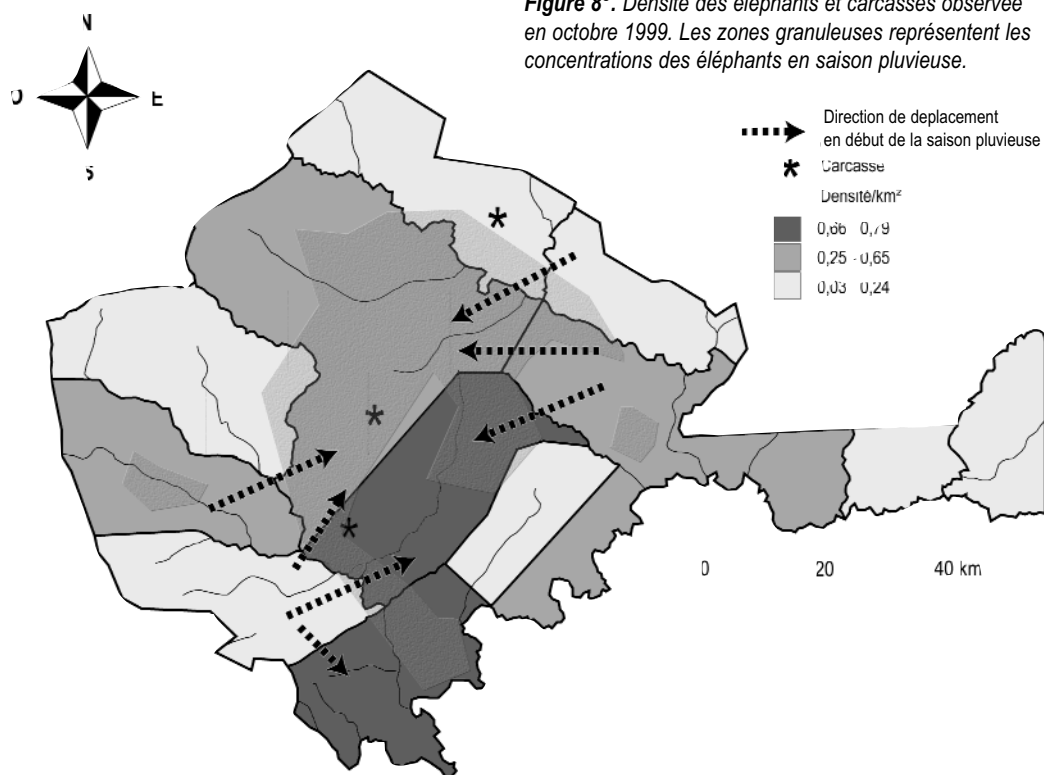 Figure 8°. Densité des éléphants et carcasses observée
en octobre 1999. Les zones granuleuses représentent les
concentrations des éléphants en saison pluvieuse.
N
O
E
S
Direction de deplacement
en début de la saison pluvieuse
Carcasse
Densité/km²
0,66 0,79
0,25 - 0,65
0,03 0,24
0 20 40 km